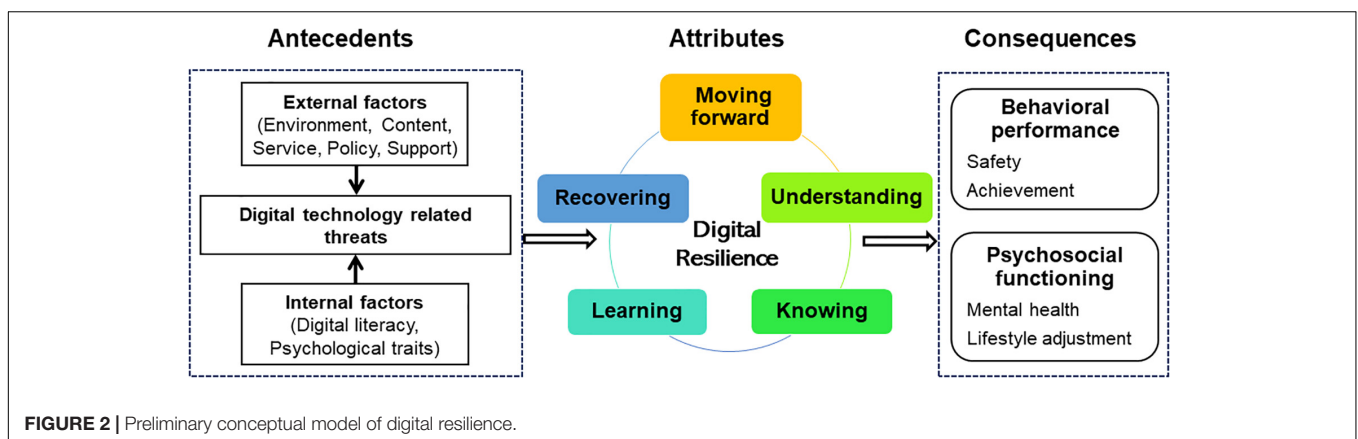 Antecedents
Attributes
Consequences
External factors
(Environment, Content,
Service, Policy, Support)
Digital technology related
threats
Internal factors
(Digital literacy,
Psychological traits)
Moving
forward
Recovering
Understanding
Digital
Resilience
Learning
Knowing
Behavioral
performance
Safety
Achievement
Psychosocial
functioning
Mental health
Lifestyle adjustment
FIGURE 2 | Preliminary conceptual model of digital resilience.